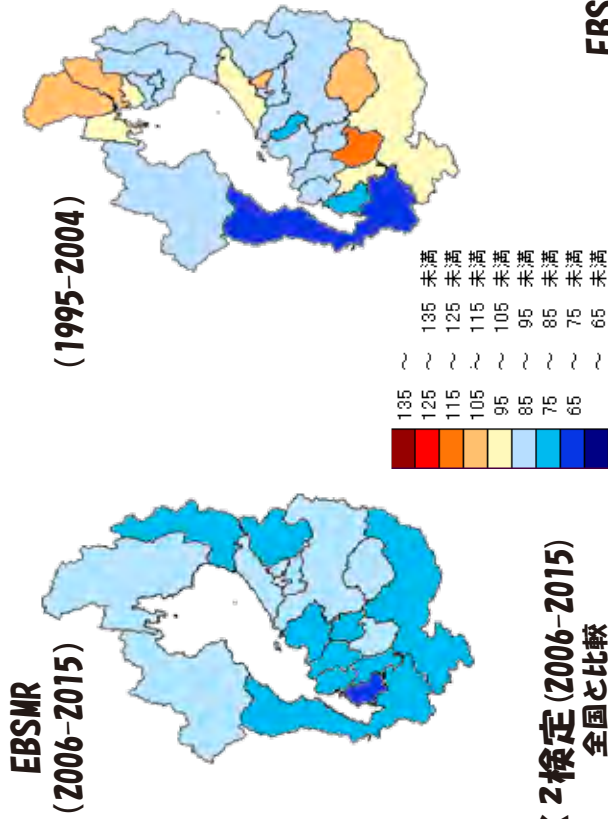 EBSMR
(2006-2015)
(1995-2004)
135 ～
125 ～ 135 未満
115 ～ 125 未満
105 ～ 115 未満
95 ～ 105 未満
85 ～ 95 未満
75 ～ 85 未満
65 ～ 75 未満
～ 65 未満
2検定(2006-2015)
全国と比較
EBS